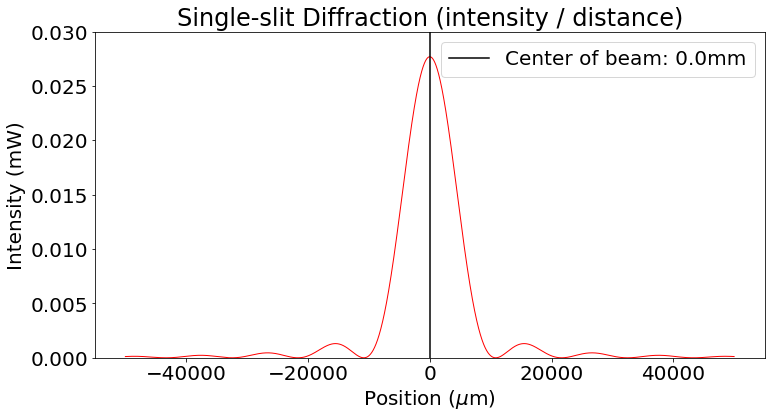 Single-slit Diffraction (intensity / distance)
Center of beam: 0.0mm
Intensity (mW)
0.030
0.025
0.020
0.015
0.010
0.005
0.000
−40000 −20000 0 20000 40000
Position (μm)